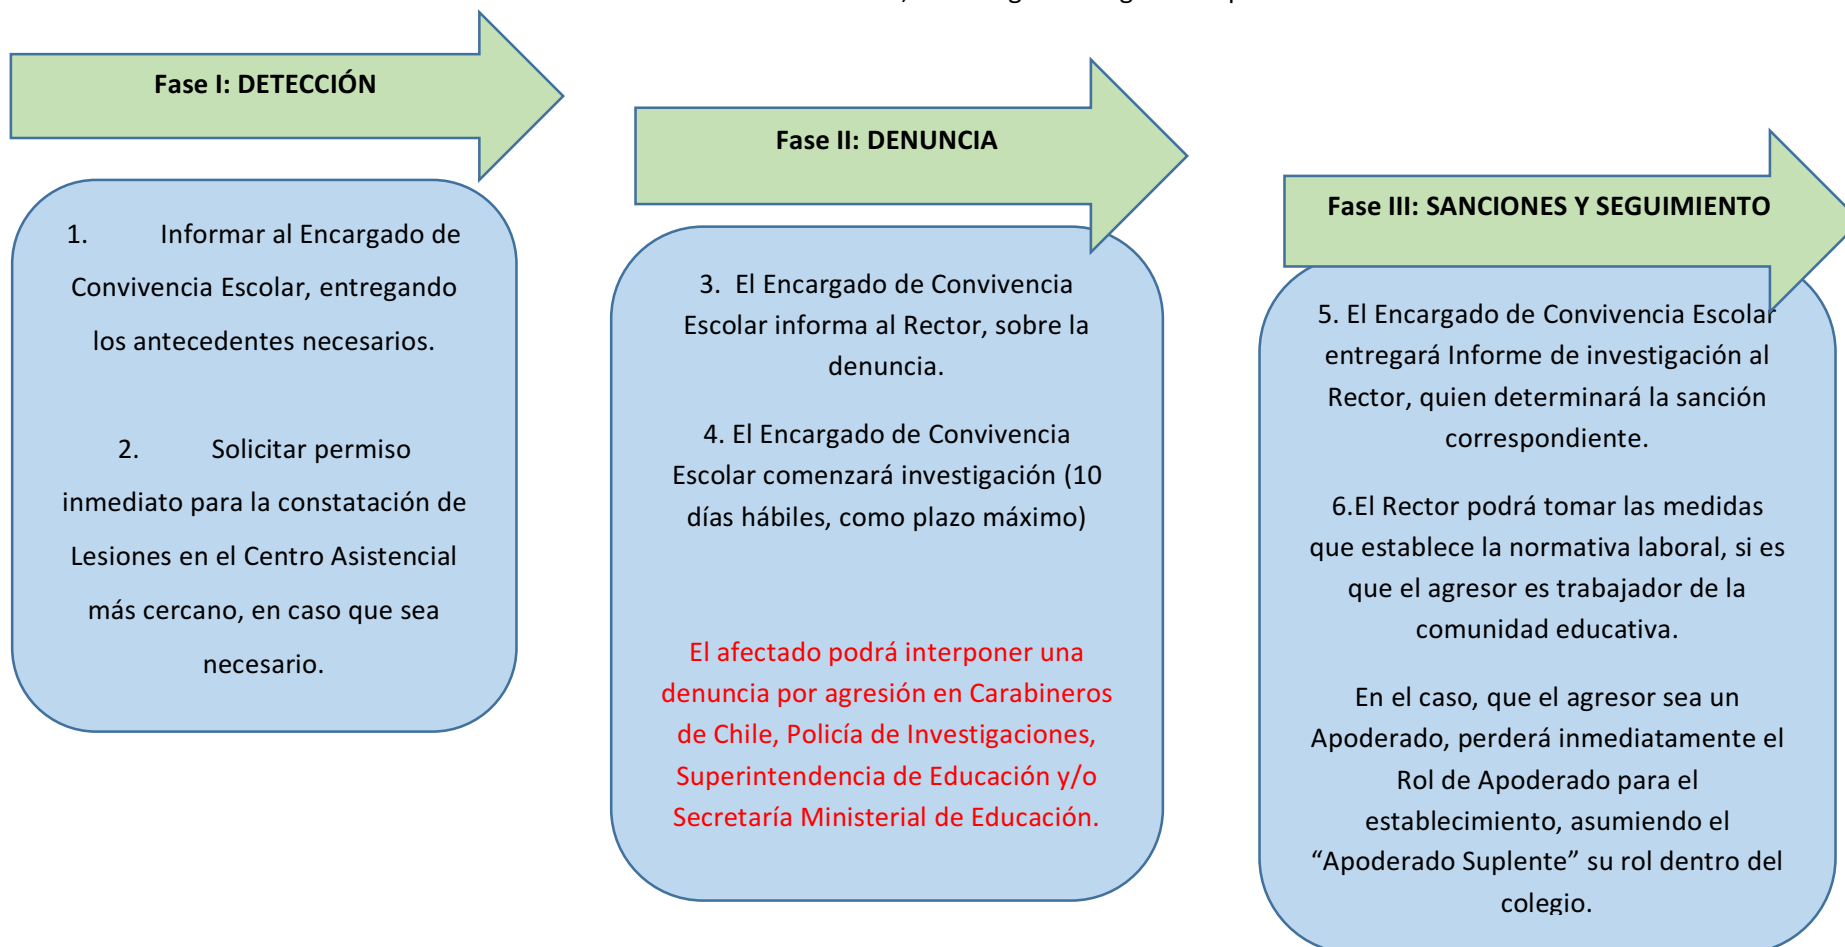 Fase I: DETECCIÓN
1. Informar al Encargado de
Convivencia Escolar, entregando
los antecedentes necesarios.
2. Solicitar permiso
inmediato para la constatación de
Lesiones en el Centro Asistencial
más cercano, en caso que sea
necesario.
Fase II: DENUNCIA
3. El Encargado de Convivencia
Escolar informa al Rector, sobre la
denuncia.
4. El Encargado de Convivencia
Escolar comenzará investigación (10
días hábiles, como plazo máximo)
El afectado podrá interponer una
denuncia por agresión en Carabineros
de Chile, Policía de Investigaciones,
Superintendencia de Educación y/o
Secretaría Ministerial de Educación.
Fase III: SANCIONES Y SEGUIMIENTO
5. El Encargado de Convivencia Escolar
entregará Informe de investigación al
Rector, quien determinará la sanción
correspondiente.
6.El Rector podrá tomar las medidas
que establece la normativa laboral, si es
que el agresor es trabajador de la
comunidad educativa.
En el caso, que el agresor sea un
Apoderado, perderá inmediatamente el
Rol de Apoderado para el
establecimiento, asumiendo el
“Apoderado Suplente” su rol dentro del
colegio.